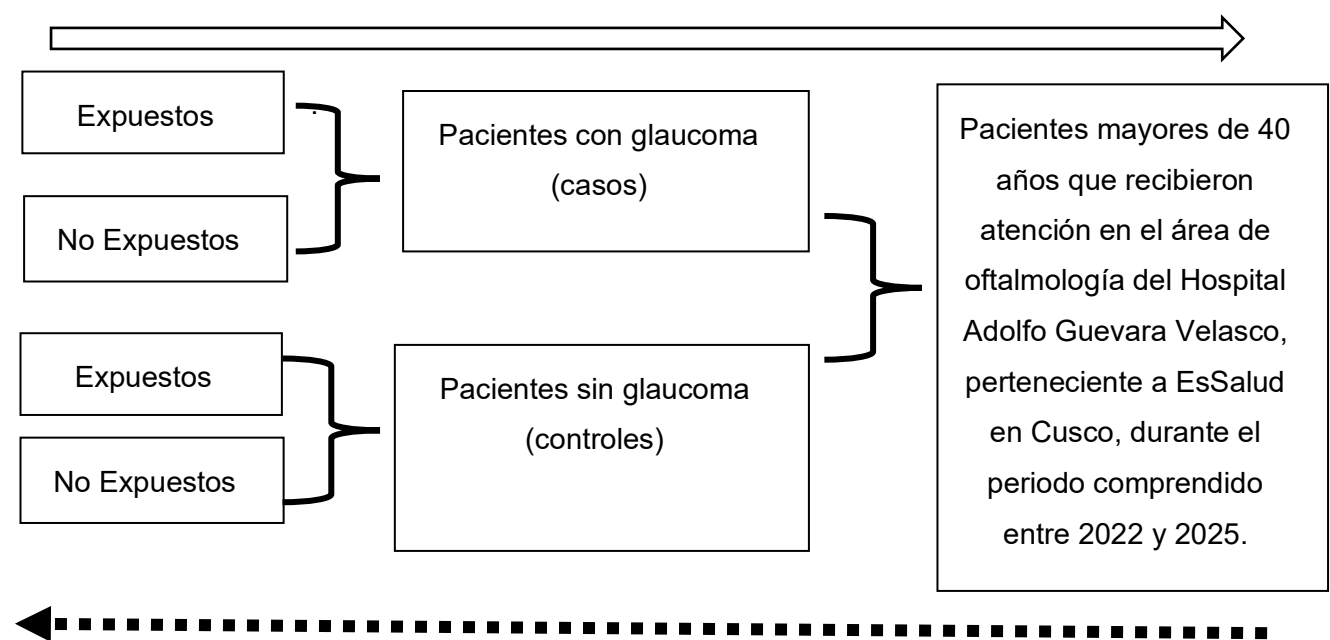 Expuestos
No Expuestos
Pacientes con glaucoma
(casos)
Expuestos
No Expuestos
Pacientes sin glaucoma
(controles)
Pacientes mayores de 40
años que recibieron
atención en el área de
oftalmología del Hospital
Adolfo Guevara Velasco,
perteneciente a EsSalud
en Cusco, durante el
periodo comprendido
entre 2022 y 2025.